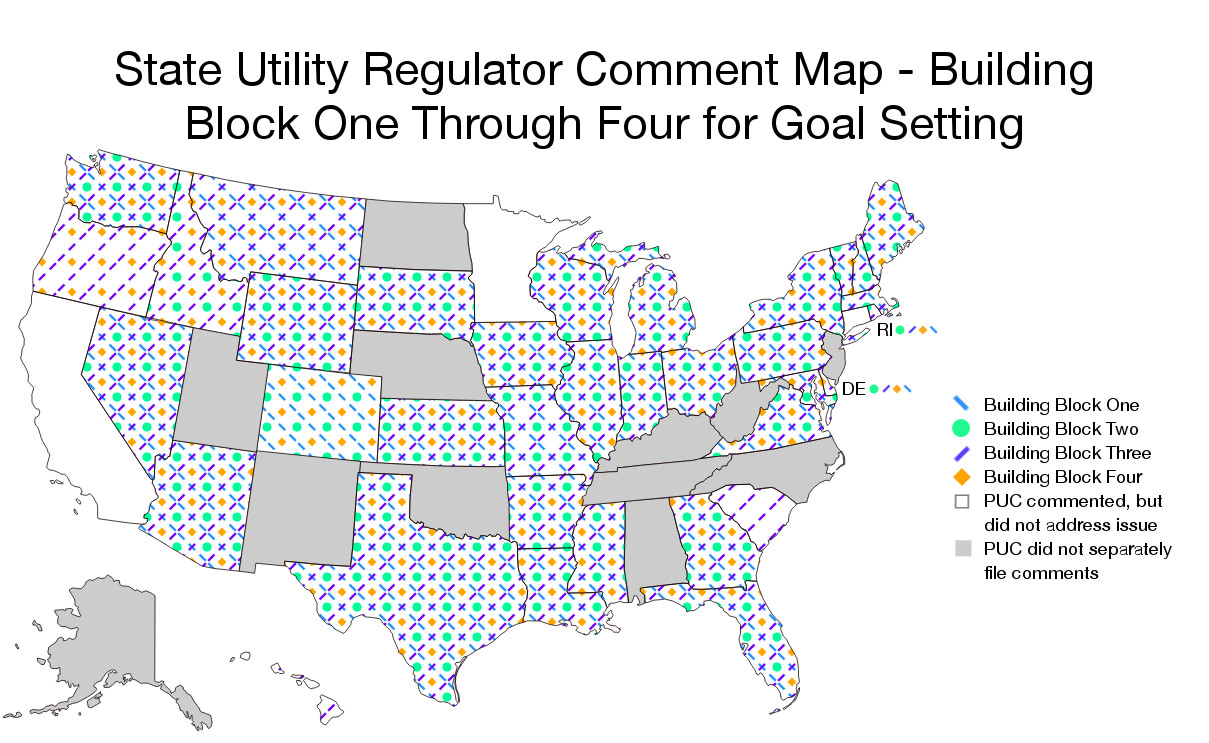 State Utility Regulator Comment Map - Building
Block One Through Four for Goal Setting
RI
DE
Building Block One
Building Block Two
Building Block Three
Building Block Four
PUC commented, but
did not address issue
PUC did not separately
file comments